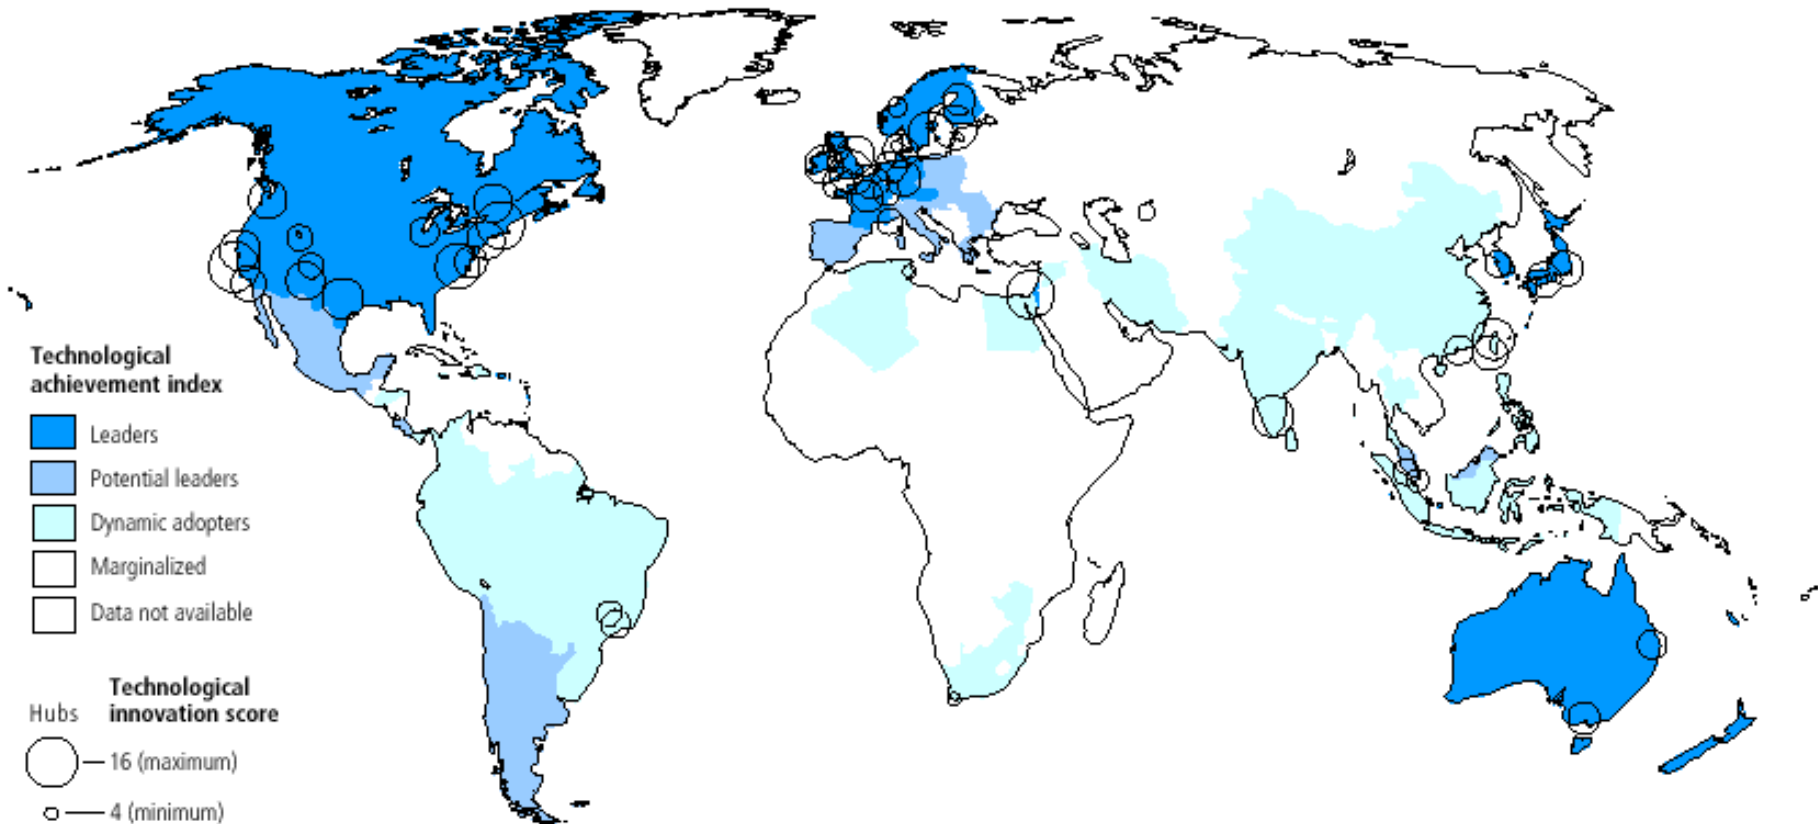 Technological
achievement index
Leaders
Potential leaders
Dynamic adopters
Marginalized
Data not available
Technological
Hubs innovation score
16 (maximum)
4 (minimum)